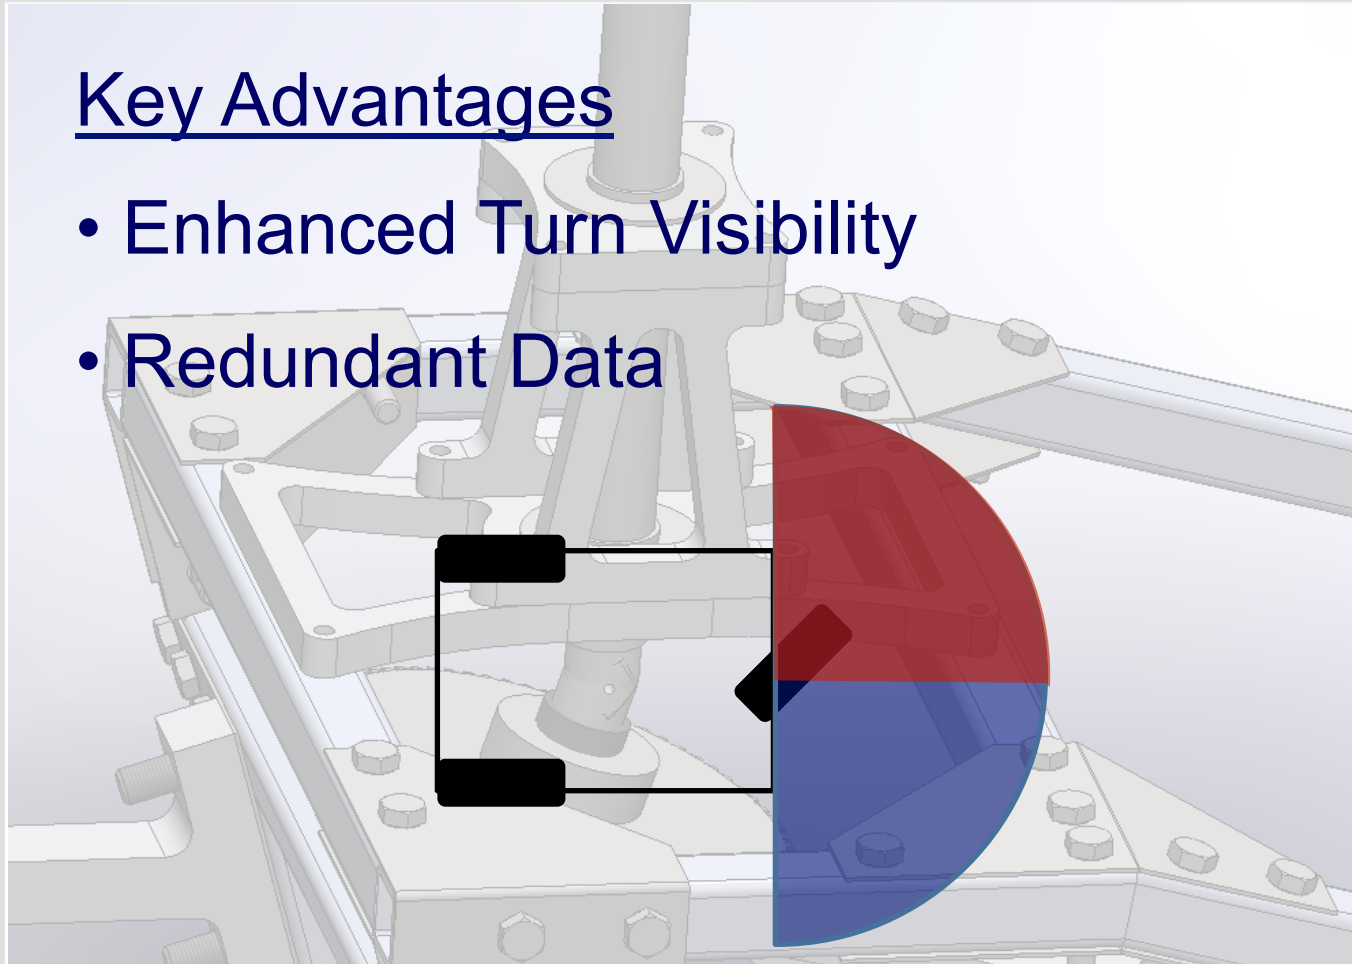 Key Advantages
• Enhanced Turn Visibility
• Redundant Data